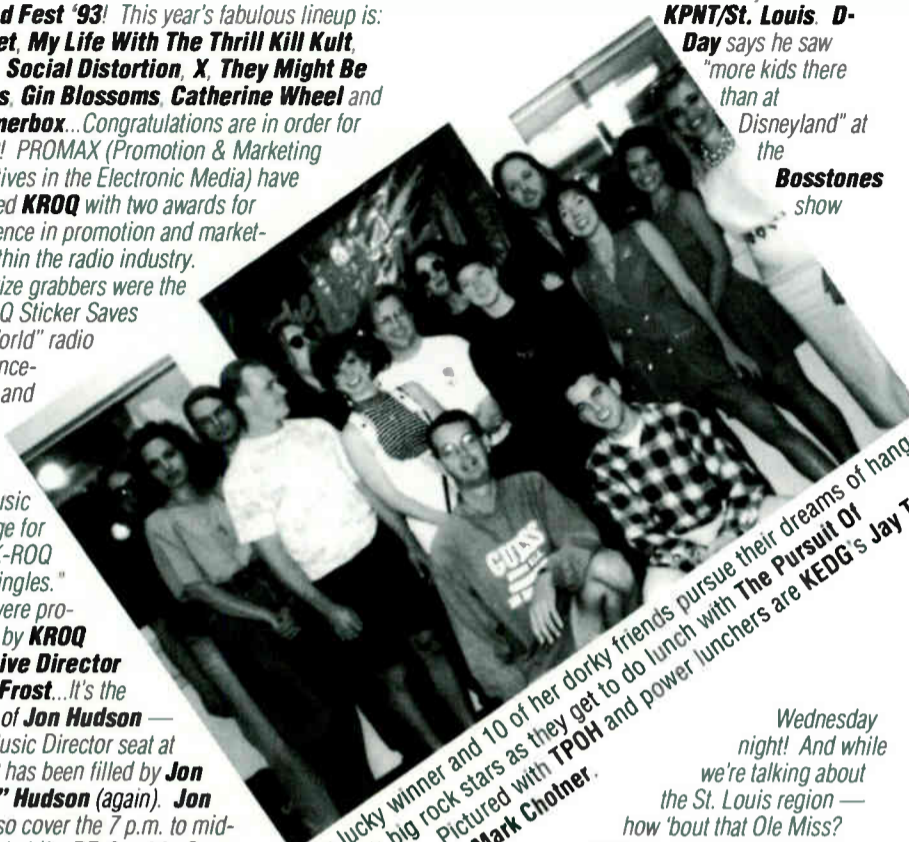 d Fest '93! This year's fabulous lineup is:
et, My Life With The Thrill Kill Kult,
Social Distortion, X, They Might Be
s, Gin Blossoms, Catherine Wheel and
merbox...Congratulations are in order for
! PROMAX (Promotion & Marketing
tives in the Electronic Media) have
ed KROQ with two awards for
ence in promotion and market-
thin the radio industry.
ize grabbers were the
Q Sticker Saves
orld" radio
nce-
and
usic
ge for
K-ROQ
ingles."
vere pro-
by KROQ
ive Director
Frost...It's the
of Jon Hudson —
usic Director seat at
has been filled by Jon
" Hudson (again). Jon
so cover the 7 p.m. to mid-
KPNT/St. Louis. D-
Day says he saw
"more kids there
than at
Disneyland" at
the
Bosstones
show
GUESS
lucky winner and 10 of her dorky friends pursue their dreams of hang
big rock stars as they get to do lunch with The Pursuit Of
Pictured with TPOH and power lunchers are KEDG's Jay T
Mark Chotner.
Wednesday
night! And while
we're talking about
the St. Louis region —
how 'bout that Ole Miss?